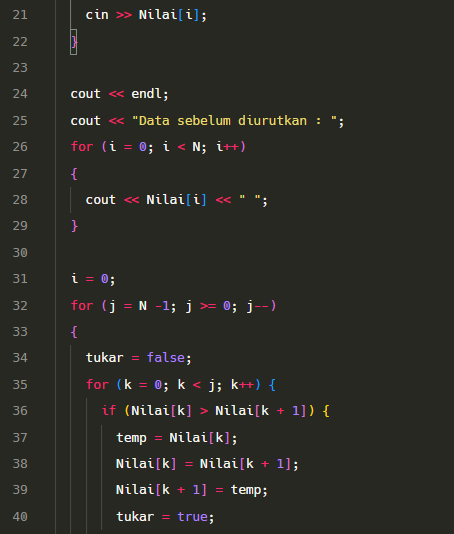 21 cin >> Nilai[i];
22 }
23
24 cout << endl;
25 cout << "Data sebelum diurutkan : ";
26 for (i = 0; i < N; i++)
27 {
28 cout << Nilai[i] << " ";
29 }
30
31 i = 0;
32 for (j = N -1; j >= 0; j--)
33 {
34 tukar = false;
35 for (k = 0; k < j; k++) {
36 if (Nilai[k] > Nilai[k + 1]) {
37 temp = Nilai[k];
38 Nilai[k] = Nilai[k + 1];
39 Nilai[k + 1] = temp;
40 tukar = true;